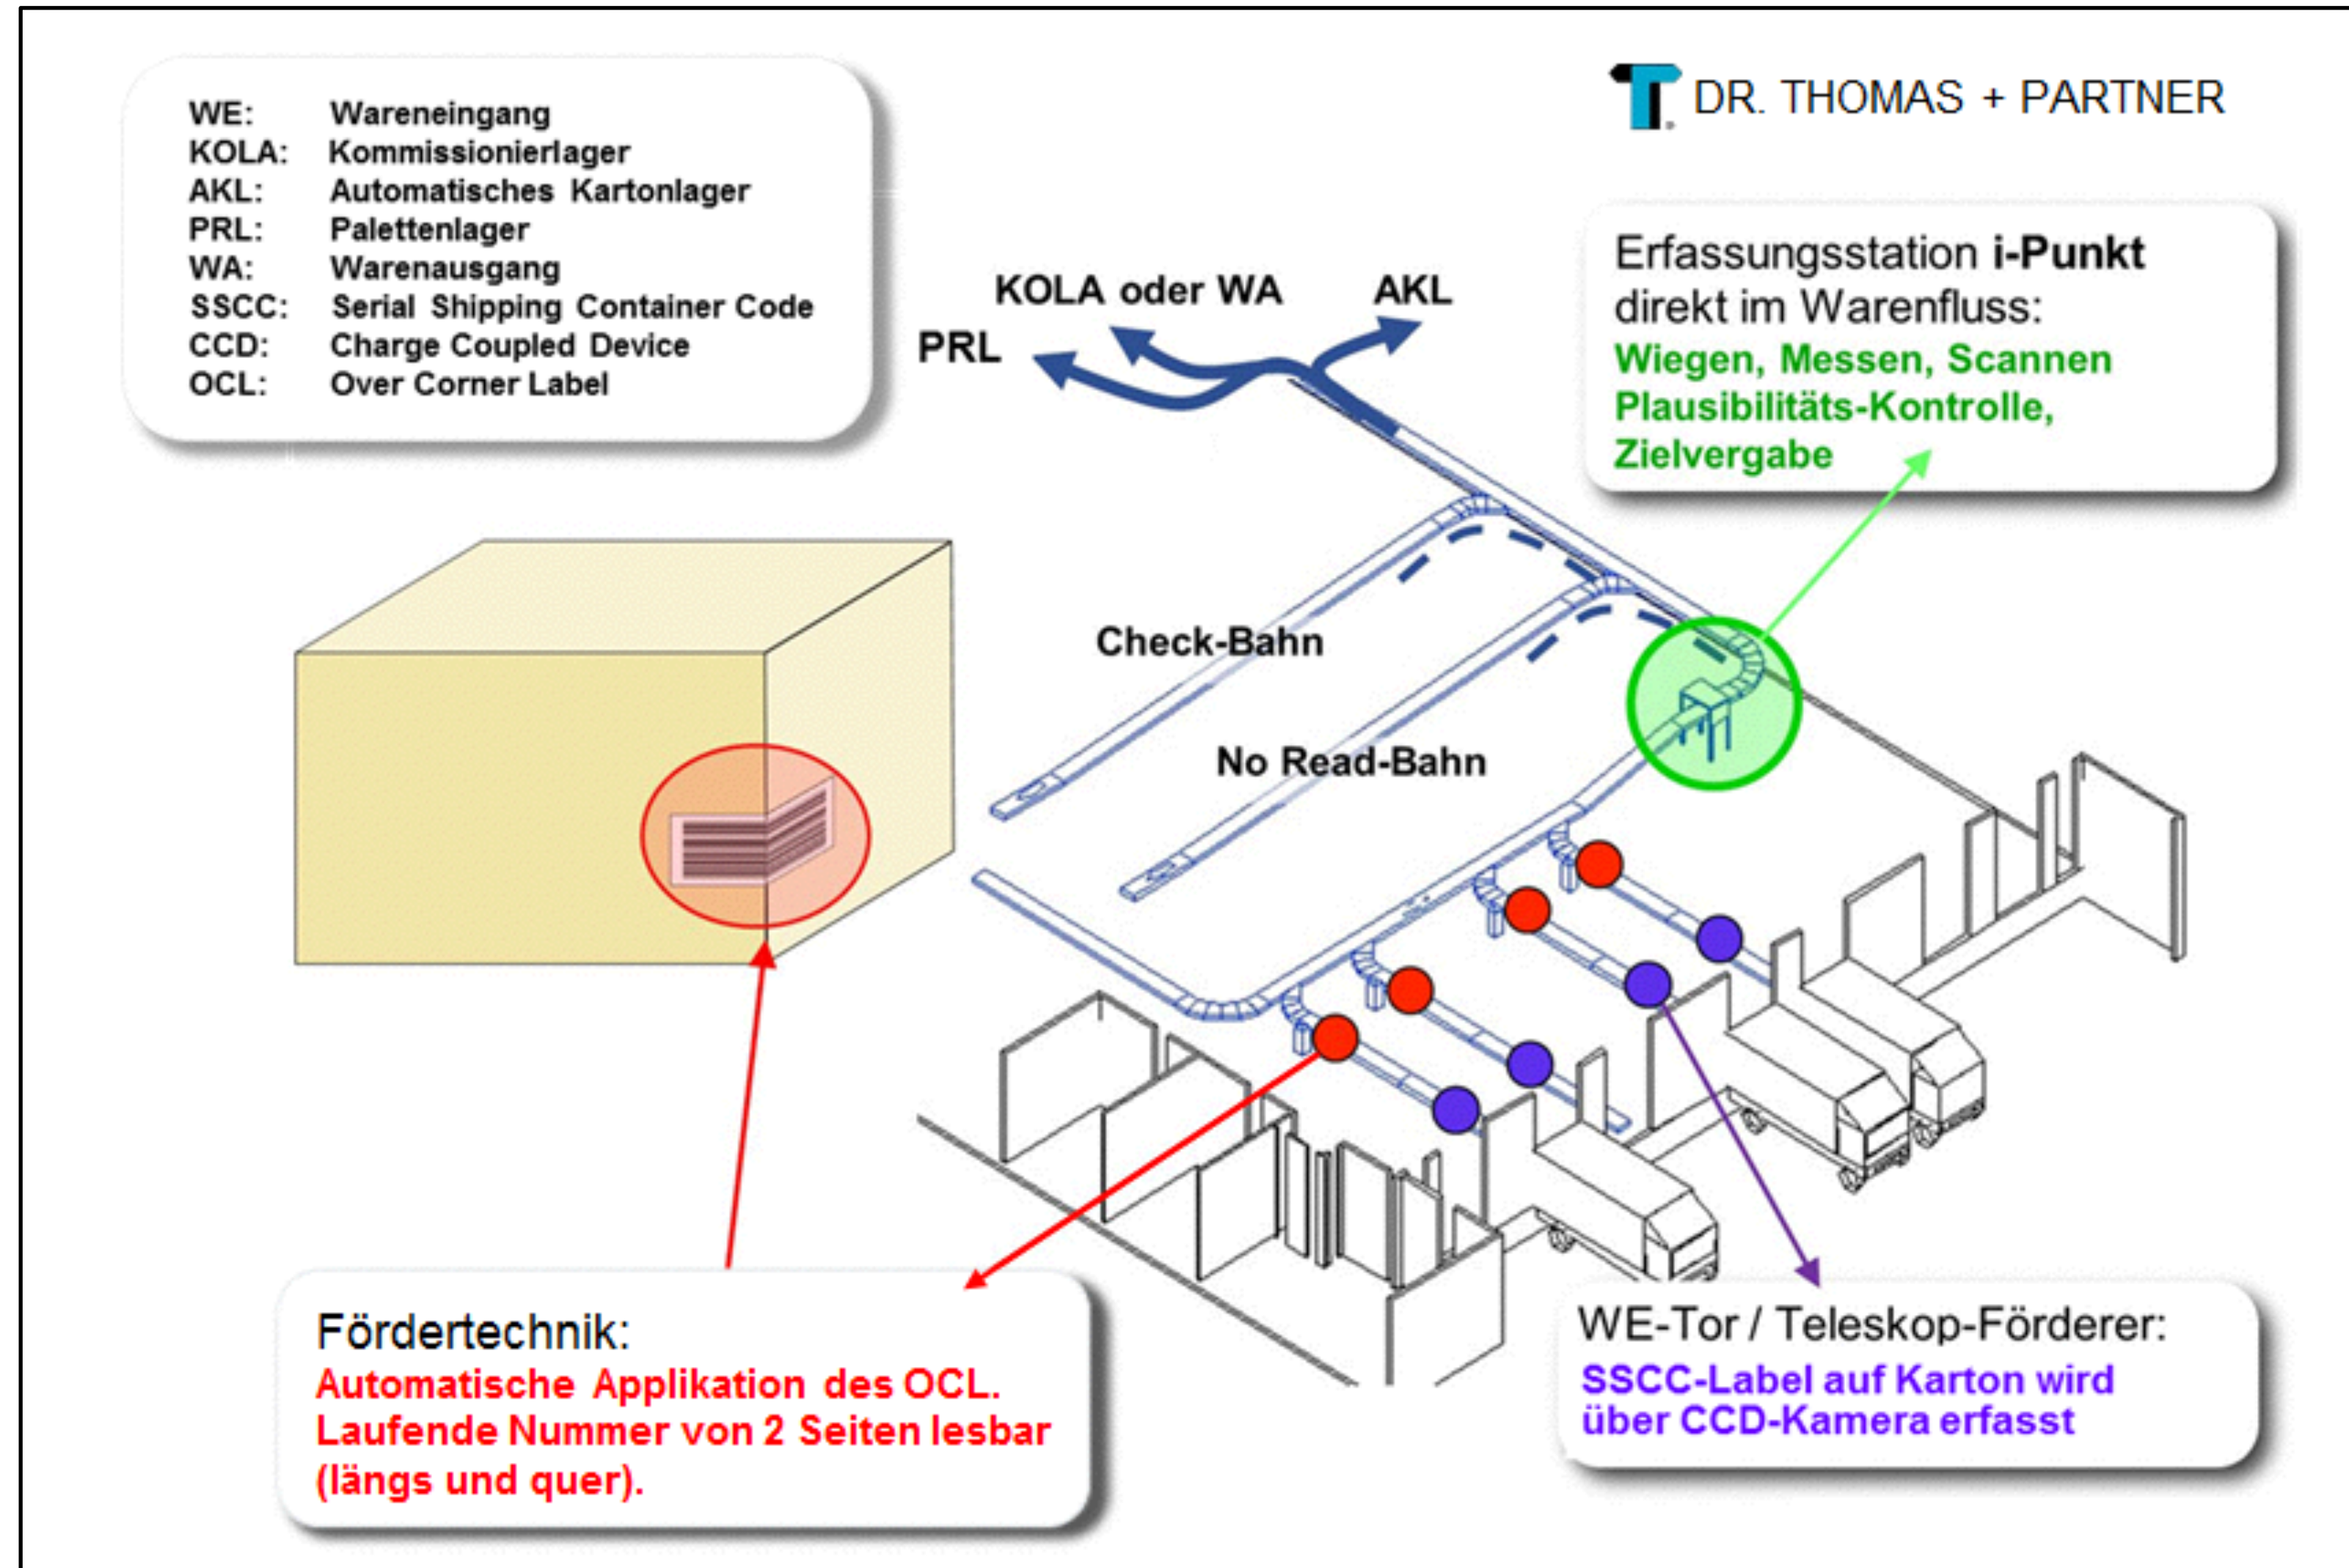 WE: Wareneingang
KOLA: Kommissionierlager
AKL: Automatisches Kartonlager
PRL: Palettenlager
WA: Warenausgang
SSCC: Serial Shipping Container Code
CCD: Charge Coupled Device
OCL: Over Corner Label
DR. THOMAS + PARTNER
Erfassungsstation i-Punkt
direkt im Warenfluss:
Wiegen, Messen, Scannen
Plausibilitäts-Kontrolle,
Zielvergabe
KOLA oder WA
AKL
PRL
Check-Bahn
No Read-Bahn
Fördertechnik:
Automatische Applikation des OCL.
Laufende Nummer von 2 Seiten lesbar
(längs und quer).
WE-Tor / Teleskop-Förderer:
SSCC-Label auf Karton wird
über CCD-Kamera erfasst